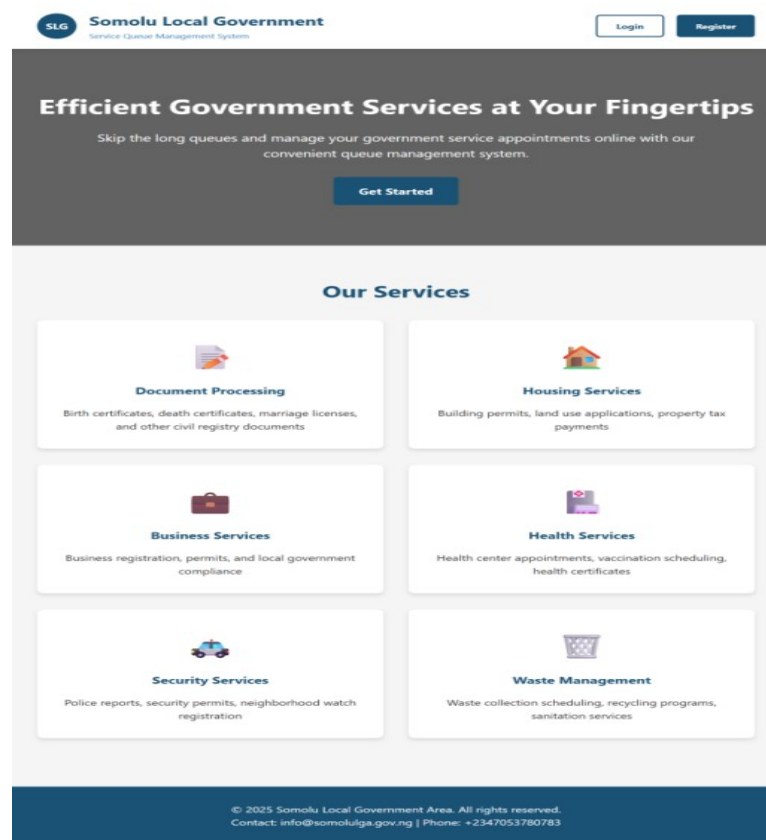 SLG
Somolu Local Government
Service Queue Management System
Login
Register
Efficient Government Services at Your Fingertips
Skip the long queues and manage your government service appointments online with our
convenient queue management system.
Get Started
Our Services
Document Processing
Birth certificates, death certificates, marriage licenses,
and other civil registry documents
Housing Services
Building permits, land use applications, property tax
payments
Business Services
Business registration, permits, and local government
compliance
Health Services
Health center appointments, vaccination scheduling,
health certificates
Security Services
Police reports, security permits, neighborhood watch
registration
Waste Management
Waste collection scheduling, recycling programs,
sanitation services
© 2025 Somolu Local Government Area. All rights reserved.
Contact: info@somolulga.gov.ng | Phone: +2347053780783